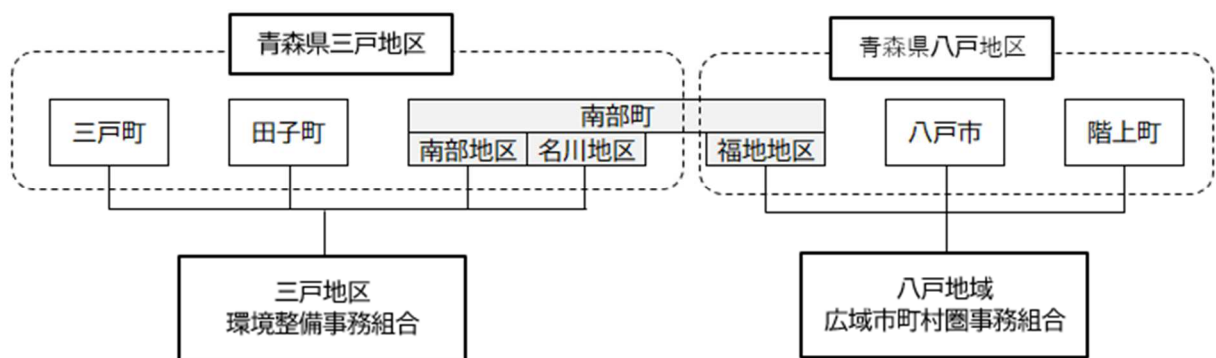 青森県三戸地区
青森県八戸地区
三戸町
田子町
南部町
南部地区
名川地区
福地地区
八戸市
階上町
三戸地区
環境整備事務組合
八戸地域
広域市町村圏事務組合